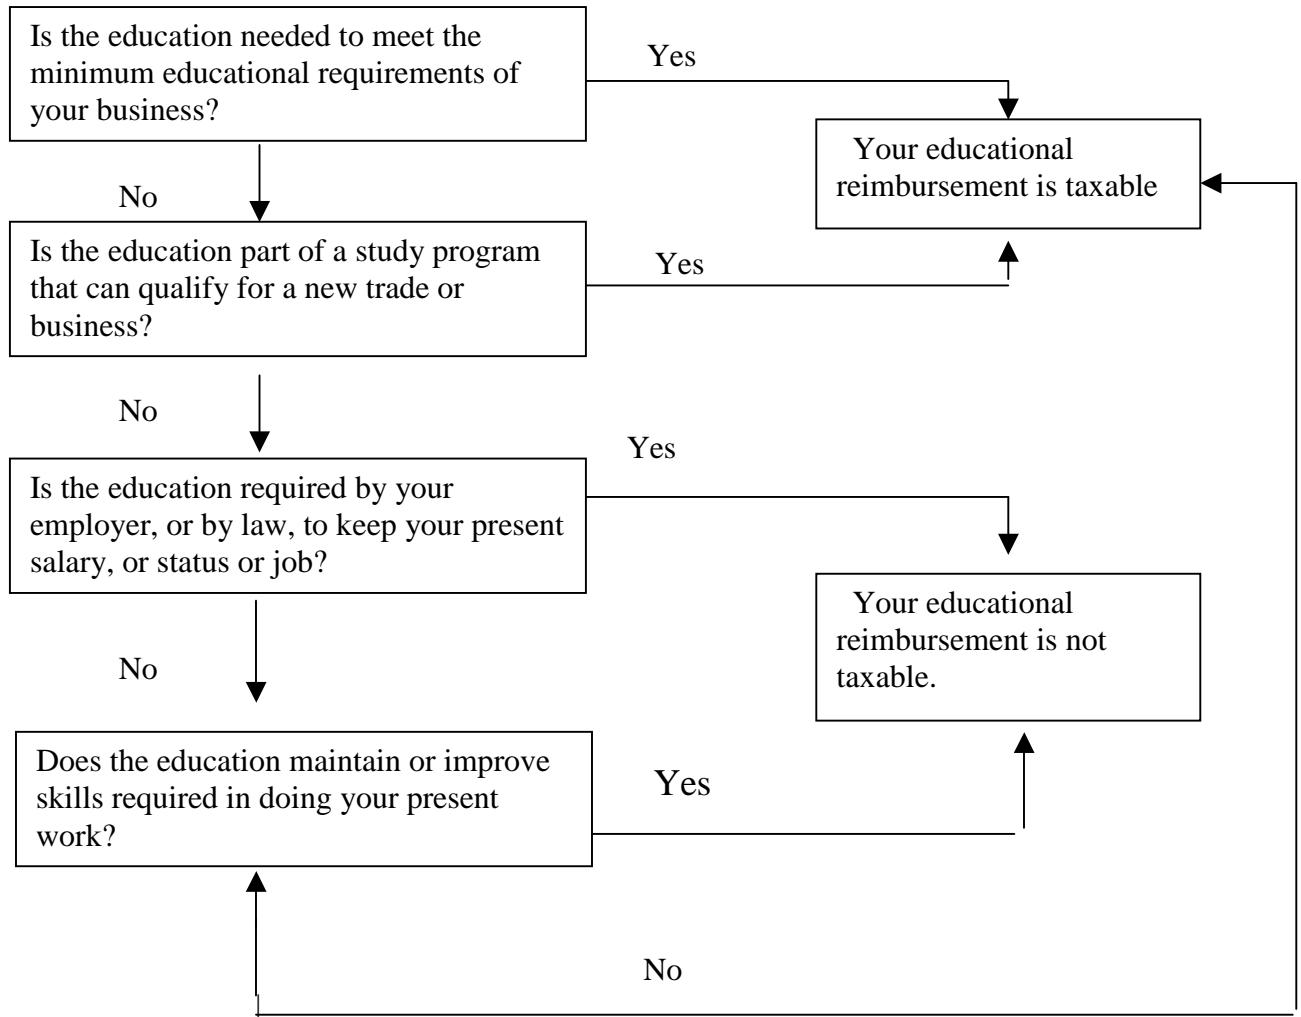 Is the education needed to meet the
minimum educational requirements of
your business?
Yes
Your educational
reimbursement is taxable
No
Is the education part of a study program
that can qualify for a new trade or
business?
Yes
No
Is the education required by your
employer, or by law, to keep your present
salary, or status or job?
Yes
Your educational
reimbursement is not
taxable.
No
Does the education maintain or improve
skills required in doing your present
work?
Yes
No